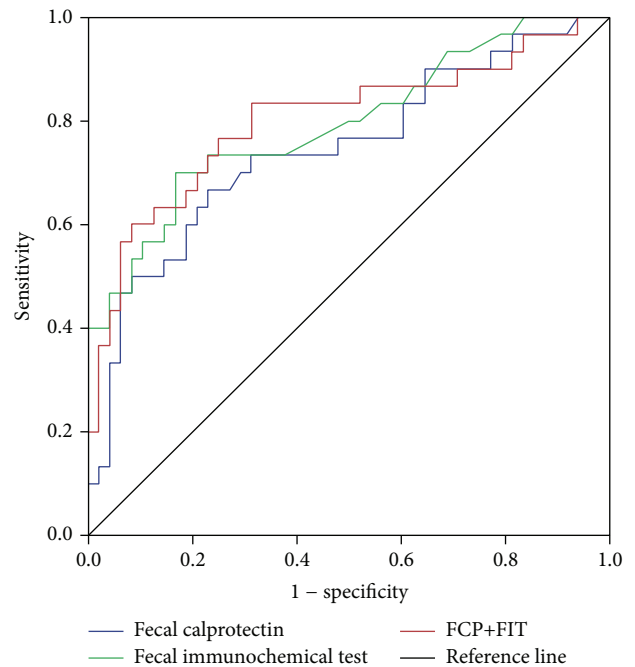 1.0
0.8
0.6
0.4
0.2
0.0
Sensitivity
0.0 0.2 0.4 0.6 0.8 1.0
1 − specificity
Fecal calprotectin FCP+FIT
Fecal immunochemical test Reference line